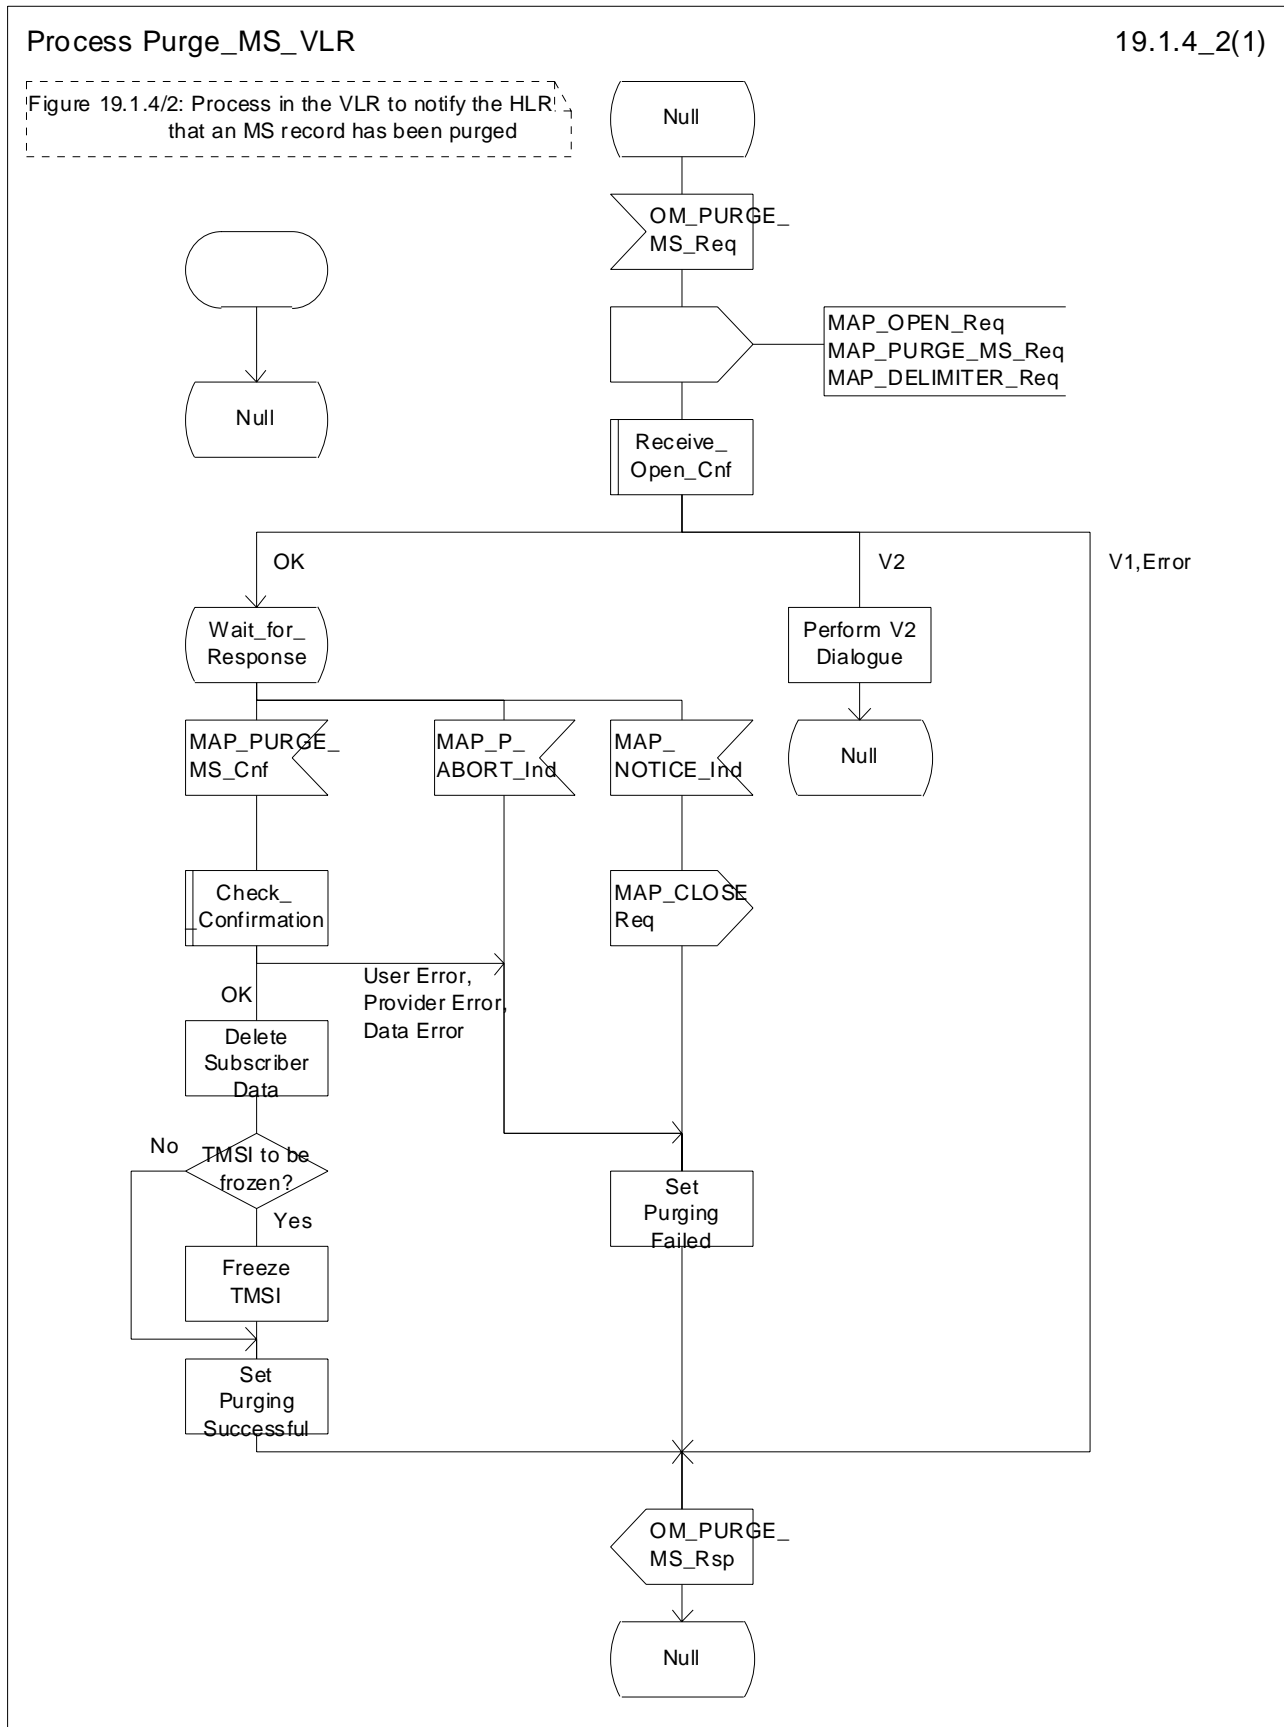 Process Purge_MS_VLR
19.1.4_2(1)
Figure 19.1.4/2: Process in the VLR to notify the HLR
that an MS record has been purged
Null
OM_PURGE_
MS_Req
MAP_OPEN_Req
MAP_PURGE_MS_Req
MAP_DELIMITER_Req
Null
Receive_
Open_Cnf
OK
V2
V1,Error
Wait_for_
Response
Perform V2
Dialogue
MAP_PURGE_
MS_Cnf
MAP_P_
ABORT_Ind
MAP_
NOTICE_Ind
Null
Check_
Confirmation
MAP_CLOSE_
Req
User Error,
Provider Error,
Data Error
OK
Delete
Subscriber
Data
No
TMSI to be
frozen?
Yes
Set
Purging
Failed
Freeze
TMSI
Set
Purging
Successful
OM_PURGE_
MS_Rsp
Null